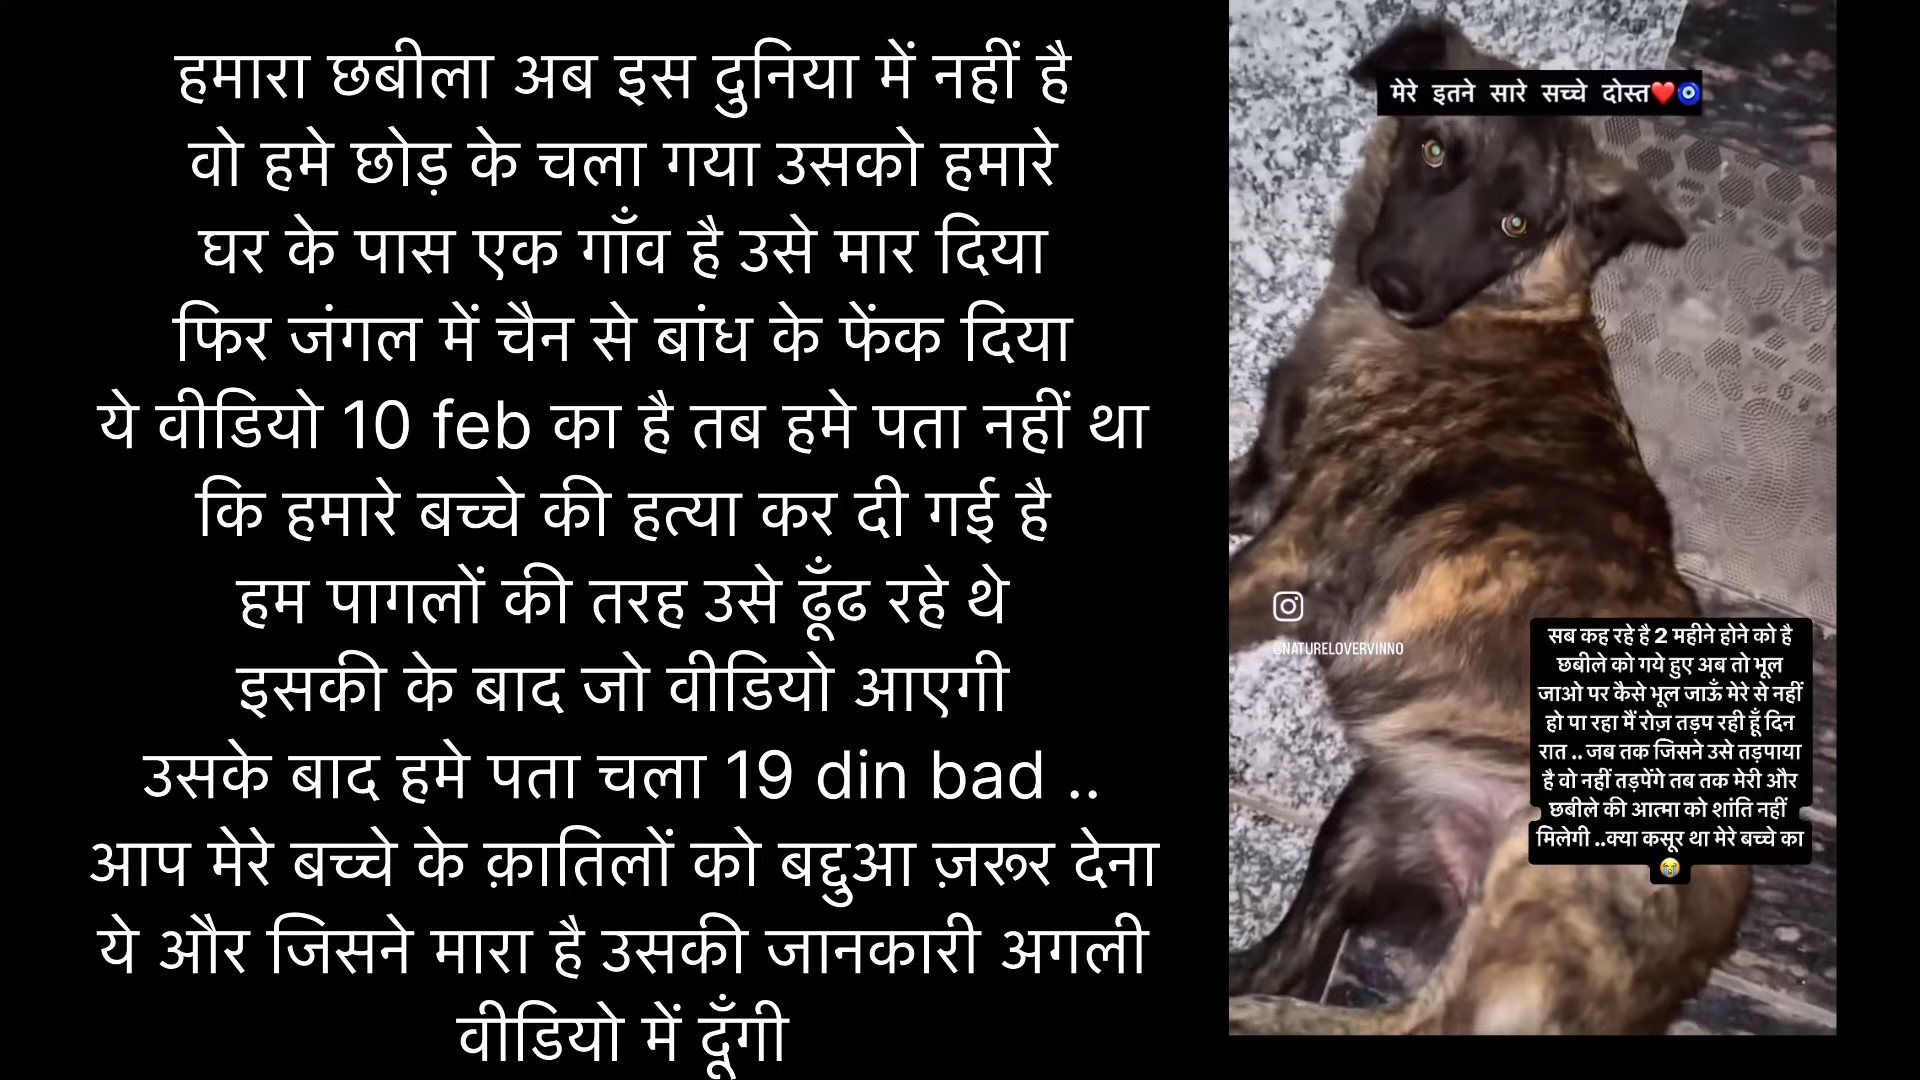 हमारा छबीला अब इस दुनिया में नहीं है
वो हमे छोड़ के चला गया उसको हमारे
घर के पास एक गाँव है उसे मार दिया
फिर जंगल में चैन से बांध के फेंक दिया
ये वीडियो 10 feb का है तब हमे पता नहीं था
कि हमारे बच्चे की हत्या कर दी गई है
हम पागलों की तरह उसे ढूँढ रहे थे
इसकी के बाद जो वीडियो आएगी
उसके बाद हमे पता चला 19 din bad ..
आप मेरे बच्चे के क़ातिलों को बद्दुआ ज़रूर देना
ये और जिसने मारा है उसकी जानकारी अगली
वीडियो में दूँगी
मेरे इतने सारे सच्चे दोस्त❤️🧿
@NATURELOVERVINNO
सब कह रहे है 2 महीने होने को है
छबीले को गये हुए अब तो भूल
जाओ पर कैसे भूल जाऊँ मेरे से नहीं
हो पा रहा मैं रोज़ तड़प रही हूँ दिन
रात .. जब तक जिसने उसे तड़पाया
है वो नहीं तड़पेंगे तब तक मेरी और
छबीले की आत्मा को शांति नहीं
मिलेगी ..क्या कसूर था मेरे बच्चे का
😭